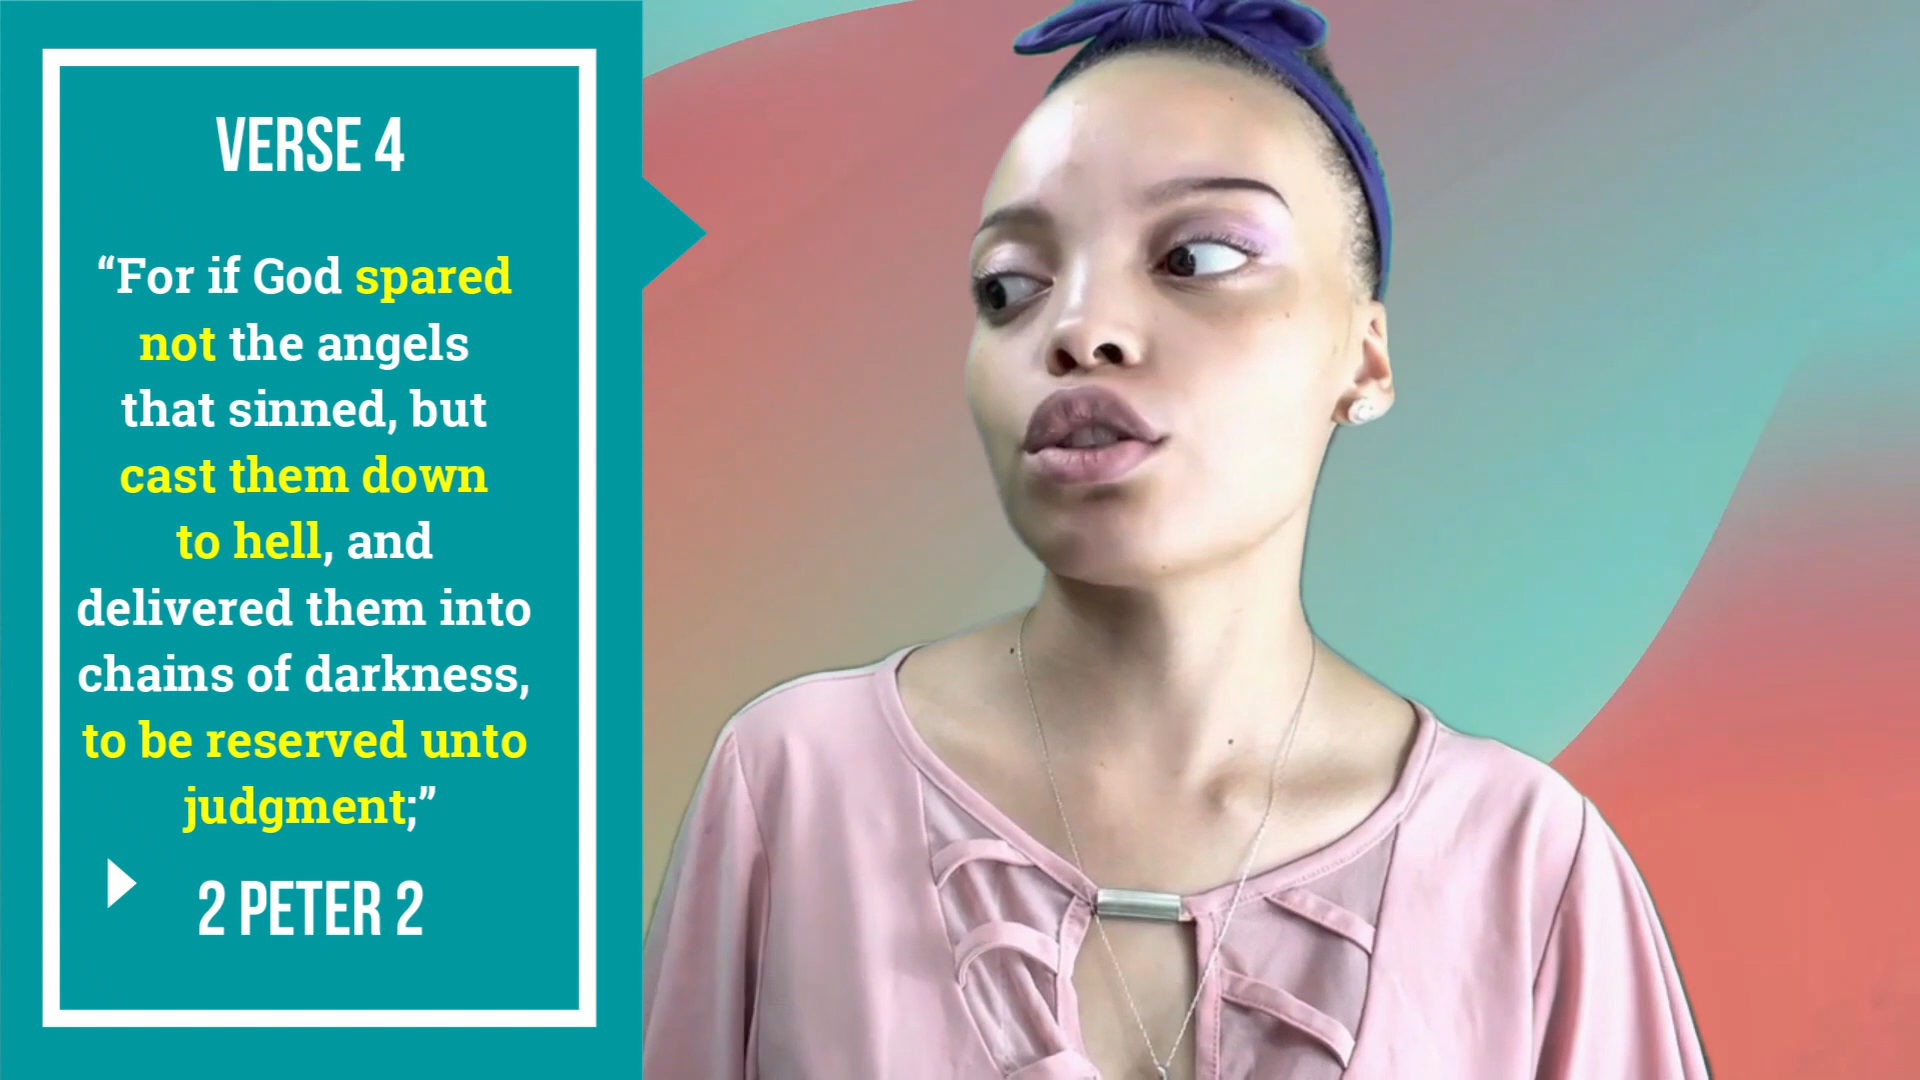 VERSE 4
“For if God spared
not the angels
that sinned, but
cast them down
to hell, and
delivered them into
chains of darkness,
to be reserved unto
judgment;”
2 PETER 2